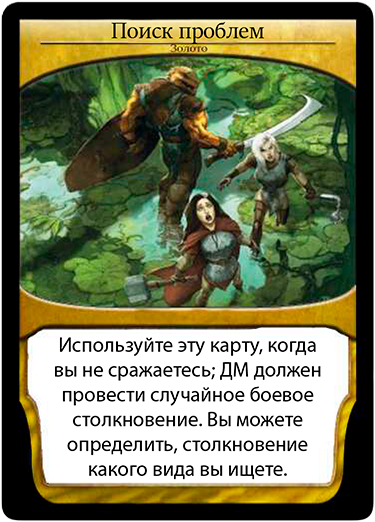 Поиск проблем
Золото
Используйте эту карту, когда
вы не сражаетесь; ДМ должен
провести случайное боевое
столкновение. Вы можете
определить, столкновение
какого вида вы ищете.